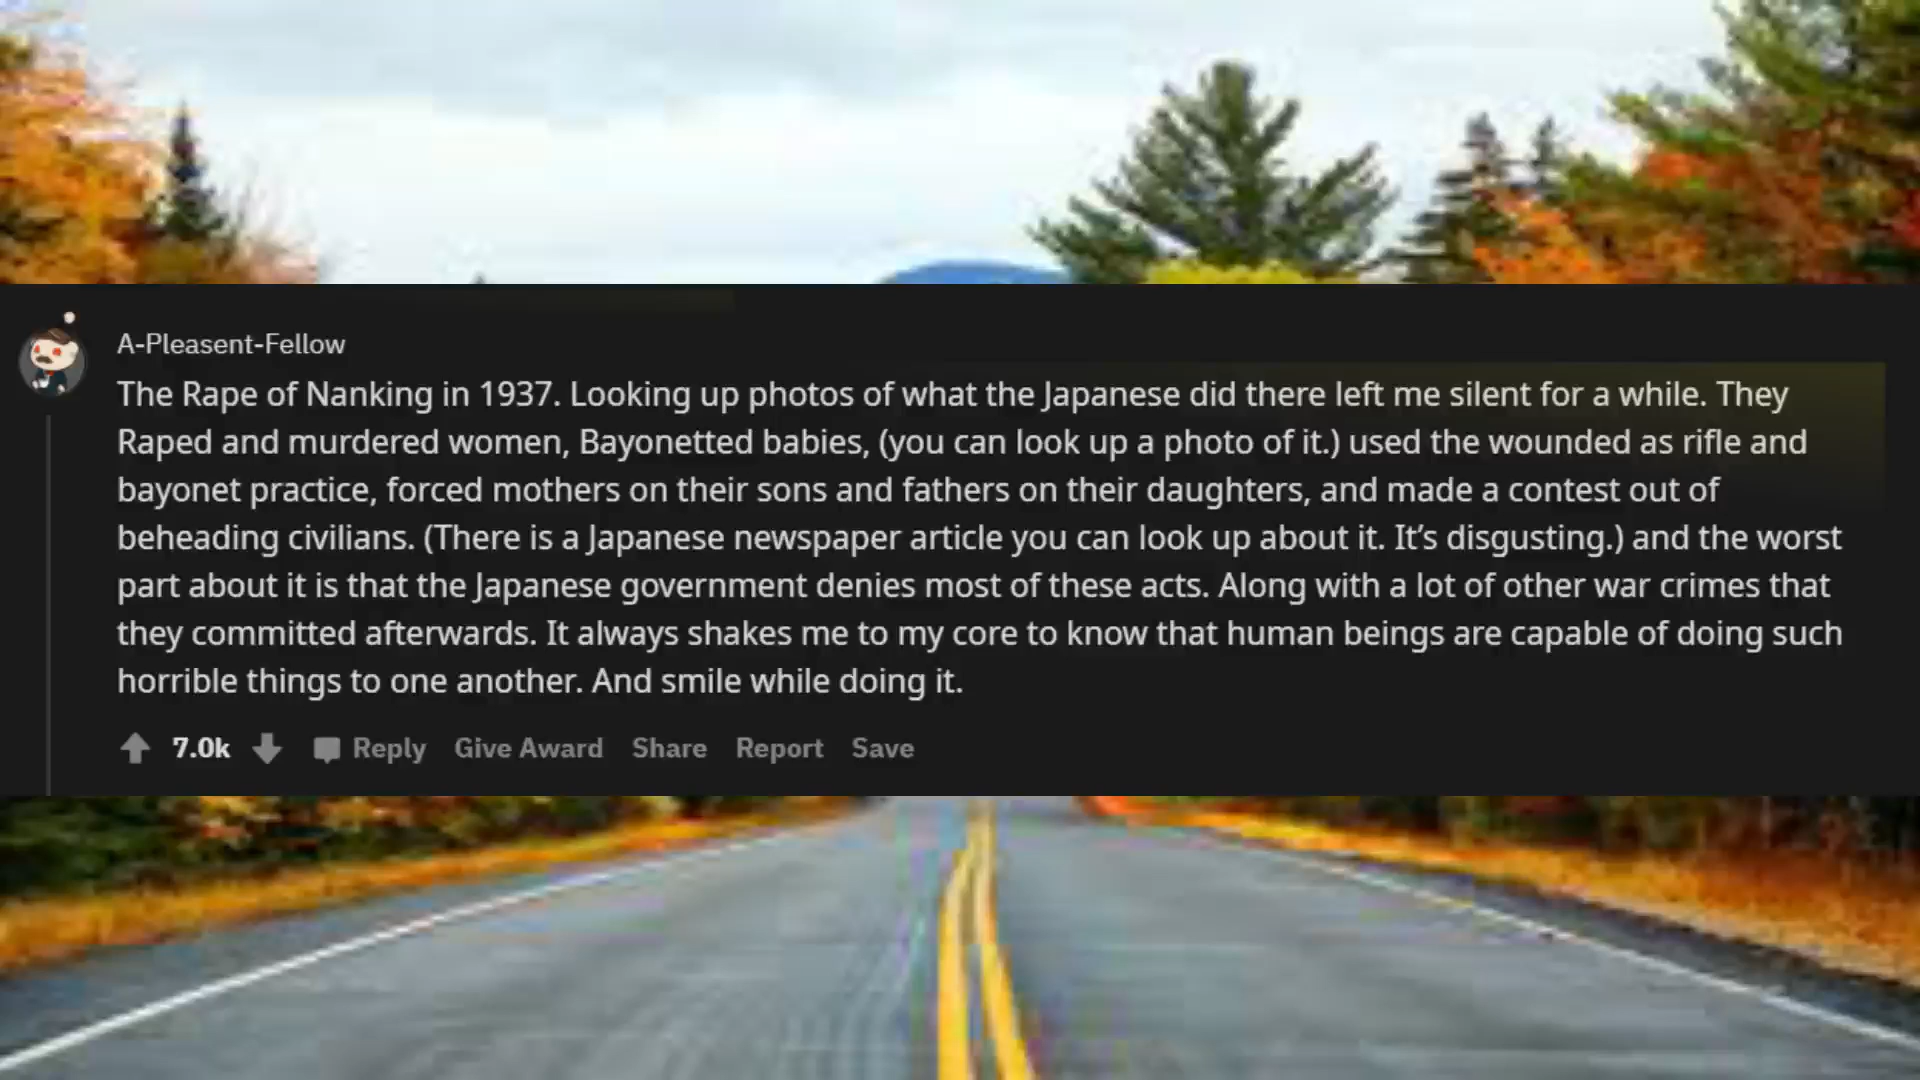 A-Pleasent-Fellow
The Rape of Nanking in 1937. Looking up photos of what the Japanese did there left me silent for a while. They
Raped and murdered women, Bayonetted babies, (you can look up a photo of it.) used the wounded as rifle and
bayonet practice, forced mothers on their sons and fathers on their daughters, and made a contest out of
beheading civilians. (There is a Japanese newspaper article you can look up about it. It’s disgusting.) and the worst
part about it is that the Japanese government denies most of these acts. Along with a lot of other war crimes that
they committed afterwards. It always shakes me to my core to know that human beings are capable of doing such
horrible things to one another. And smile while doing it.
7.0k Reply Give Award Share Report Save